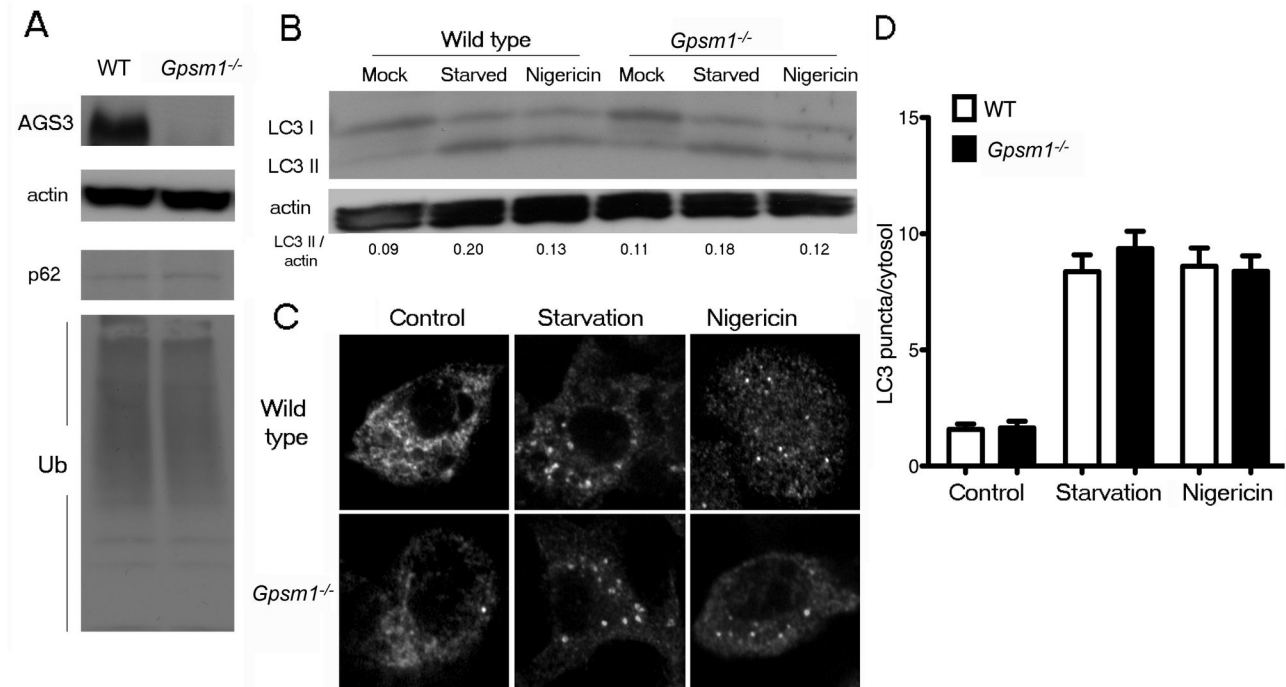 A
WT Gpsm1-/-
AGS3
actin
p62
Ub
B
Wild type Gpsm1-/-
Mock Starved Nigericin Mock Starved Nigericin
LC3 I
LC3 II
actin
LC3 II /
actin
0.09 0.20 0.13 0.11 0.18 0.12
C
Control Starvation Nigericin
Wild
type
Gpsm1-/-
D
WT
Gpsm1-/-
LC3 puncta/cytosol
15
10
5
0
Control Starvation Nigericin